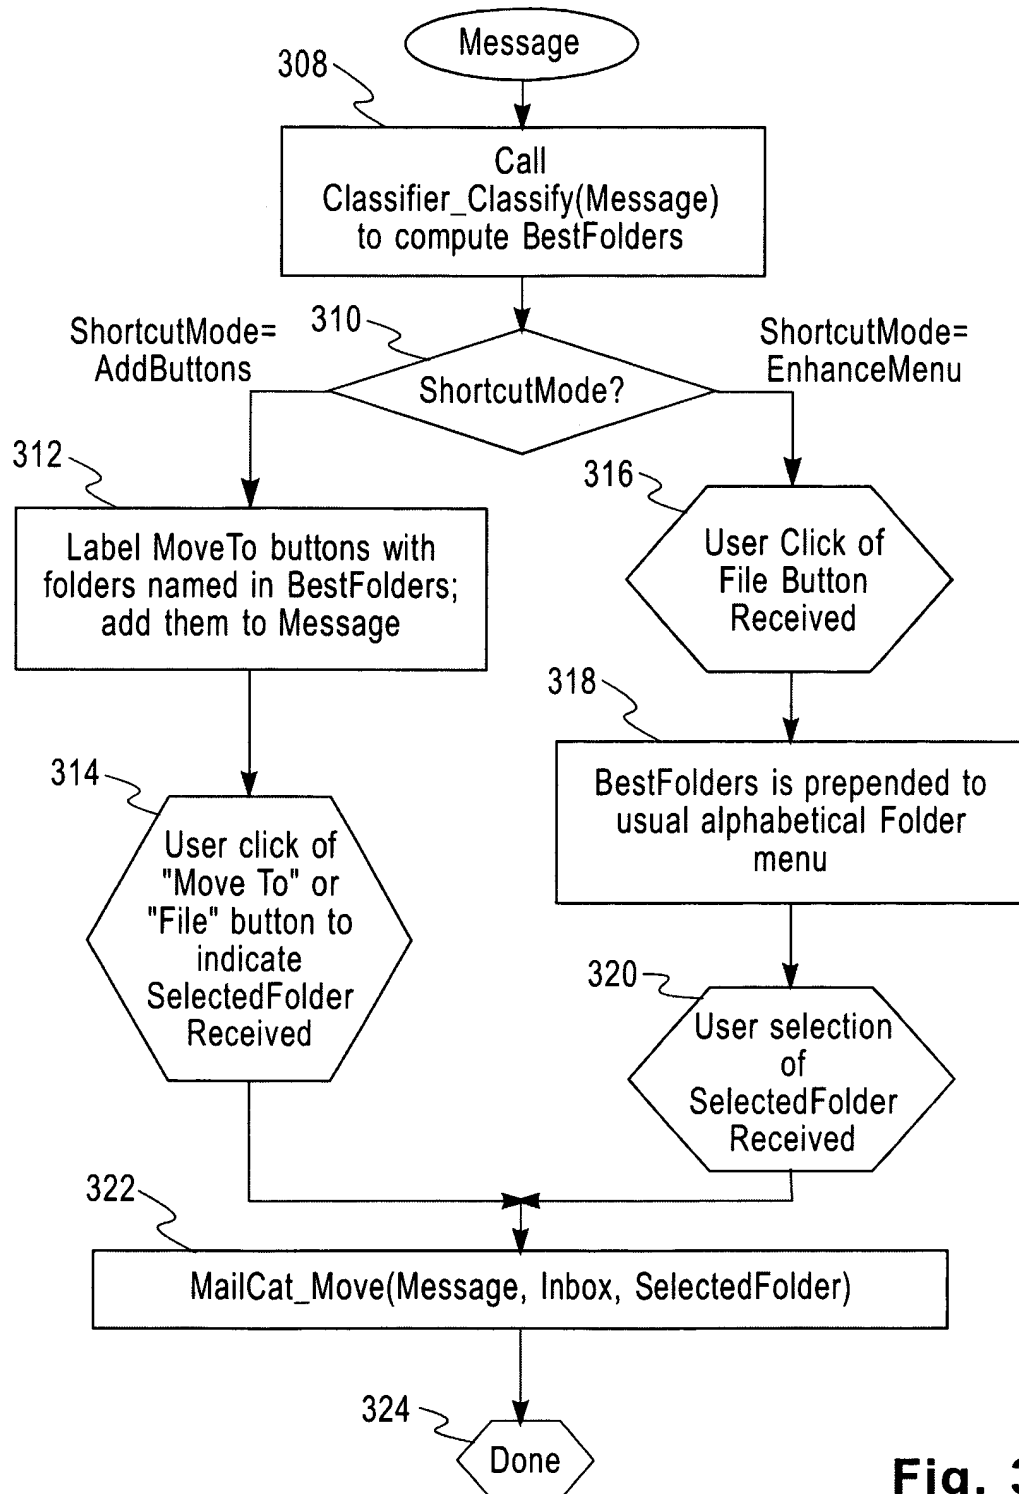 Message
308
Call
Classifier_Classify(Message)
to compute BestFolders
310
ShortcutMode=
AddButtons
ShortcutMode=
EnhanceMenu
ShortcutMode?
312
Label MoveTo buttons with
folders named in BestFolders;
add them to Message
316
User Click of
File Button
Received
318
BestFolders is prepended to
usual alphabetical Folder
menu
314
User click of
"Move To" or
"File" button to
indicate
SelectedFolder
Received
320
User selection
of
SelectedFolder
Received
322
MailCat_Move(Message, Inbox, SelectedFolder)
324
Done
Fig. 3